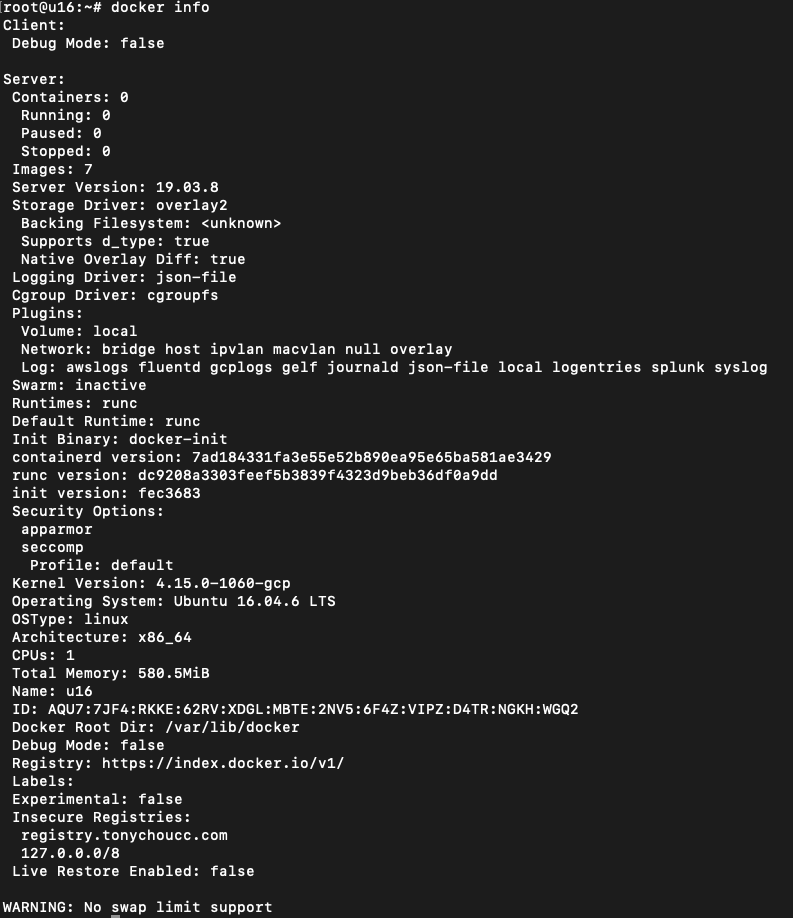 [root@u16:~# docker info
Client:
 Debug Mode: false

Server:
 Containers: 0
  Running: 0
  Paused: 0
  Stopped: 0
 Images: 7
 Server Version: 19.03.8
 Storage Driver: overlay2
  Backing Filesystem: <unknown>
  Supports d_type: true
  Native Overlay Diff: true
 Logging Driver: json-file
 Cgroup Driver: cgroupfs
 Plugins:
  Volume: local
  Network: bridge host ipvlan macvlan null overlay
  Log: awslogs fluentd gcplogs gelf journald json-file local logentries splunk syslog
 Swarm: inactive
 Runtimes: runc
 Default Runtime: runc
 Init Binary: docker-init
 containerd version: 7ad184331fa3e55e52b890ea95e65ba581ae3429
 runc version: dc9208a3303feef5b3839f4323d9beb36df0a9dd
 init version: fec3683
 Security Options:
  apparmor
  seccomp
   Profile: default
 Kernel Version: 4.15.0-1060-gcp
 Operating System: Ubuntu 16.04.6 LTS
 OSType: linux
 Architecture: x86_64
 CPUs: 1
 Total Memory: 580.5MiB
 Name: u16
 ID: AQU7:7JF4:RKKE:62RV:XDGL:MBTE:2NV5:6F4Z:VIPZ:D4TR:NGKH:WGQ2
 Docker Root Dir: /var/lib/docker
 Debug Mode: false
 Registry: https://index.docker.io/v1/
 Labels:
 Experimental: false
 Insecure Registries:
  registry.tonychoucc.com
  127.0.0.0/8
 Live Restore Enabled: false

WARNING: No swap limit support